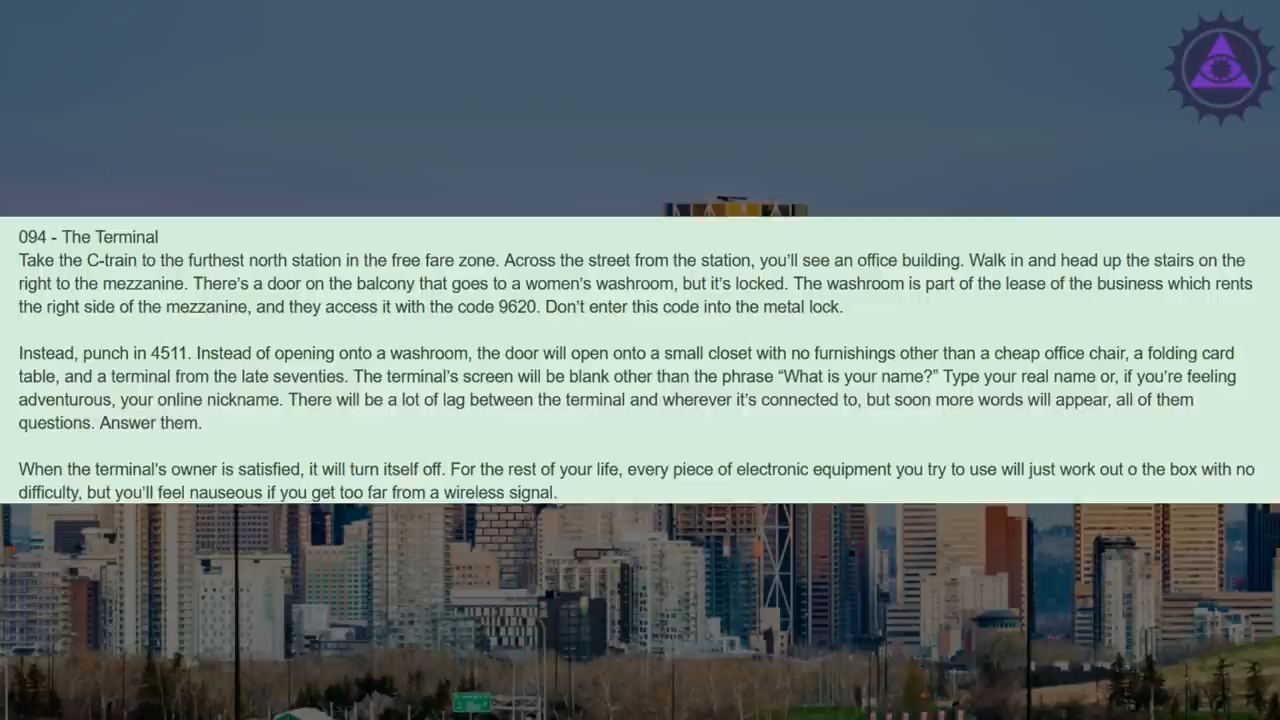 094 - The Terminal
Take the C-train to the furthest north station in the free fare zone. Across the street from the station, you’ll see an office building. Walk in and head up the stairs on the
right to the mezzanine. There’s a door on the balcony that goes to a women’s washroom, but it’s locked. The washroom is part of the lease of the business which rents
the right side of the mezzanine, and they access it with the code 9620. Don’t enter this code into the metal lock.
Instead, punch in 4511. Instead of opening onto a washroom, the door will open onto a small closet with no furnishings other than a cheap office chair, a folding card
table, and a terminal from the late seventies. The terminal’s screen will be blank other than the phrase “What is your name?” Type your real name or, if you’re feeling
adventurous, your online nickname. There will be a lot of lag between the terminal and wherever it’s connected to, but soon more words will appear, all of them
questions. Answer them.
When the terminal’s owner is satisfied, it will turn itself off. For the rest of your life, every piece of electronic equipment you try to use will just work out o the box with no
difficulty, but you’ll feel nauseous if you get too far from a wireless signal.